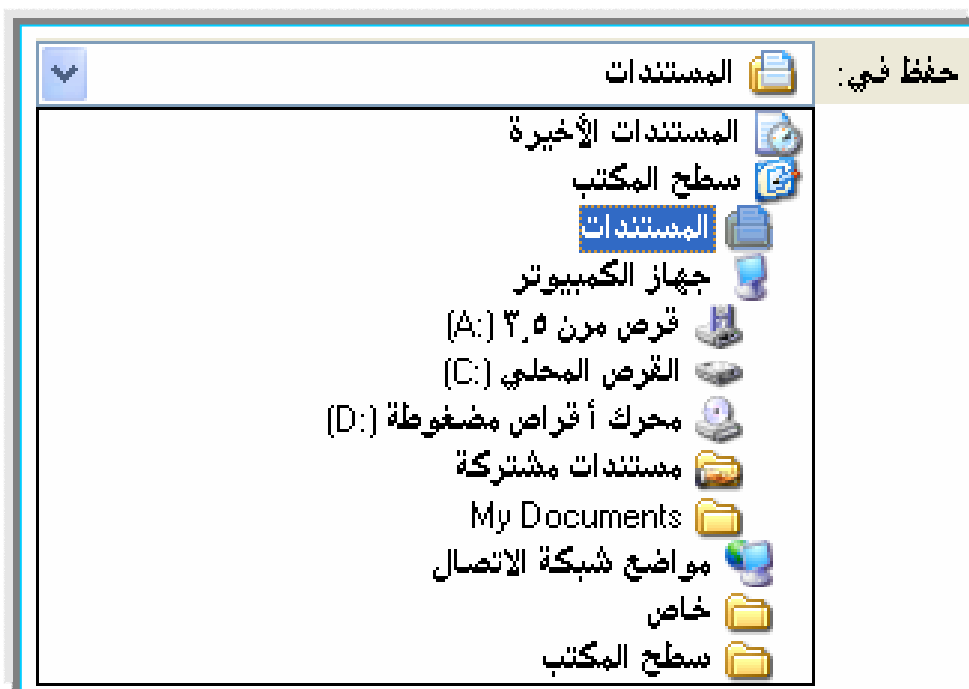 حفظ في: المستندات
المستندات الأخيرة
سطح المكتب
المستندات
جهاز الكمبيوتر
قرص مرن ٣,٥ (A:)
القرص المحلي (C:)
محرك أقراص مضغوطة (D:)
مستندات مشتركة
My Documents
مواضع شبكة الاتصال
خاص
سطح المكتب